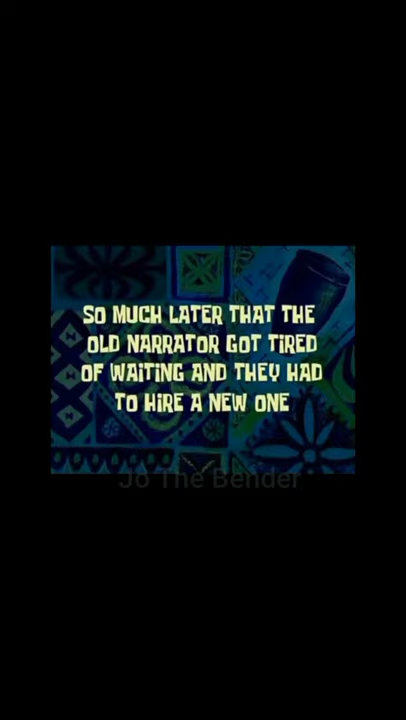 SO MUCH LATER THAT THE
OLD NARRATOR GOT TIRED
OF WAITING AND THEY HAD
TO HIRE A NEW ONE
Jo The Bender